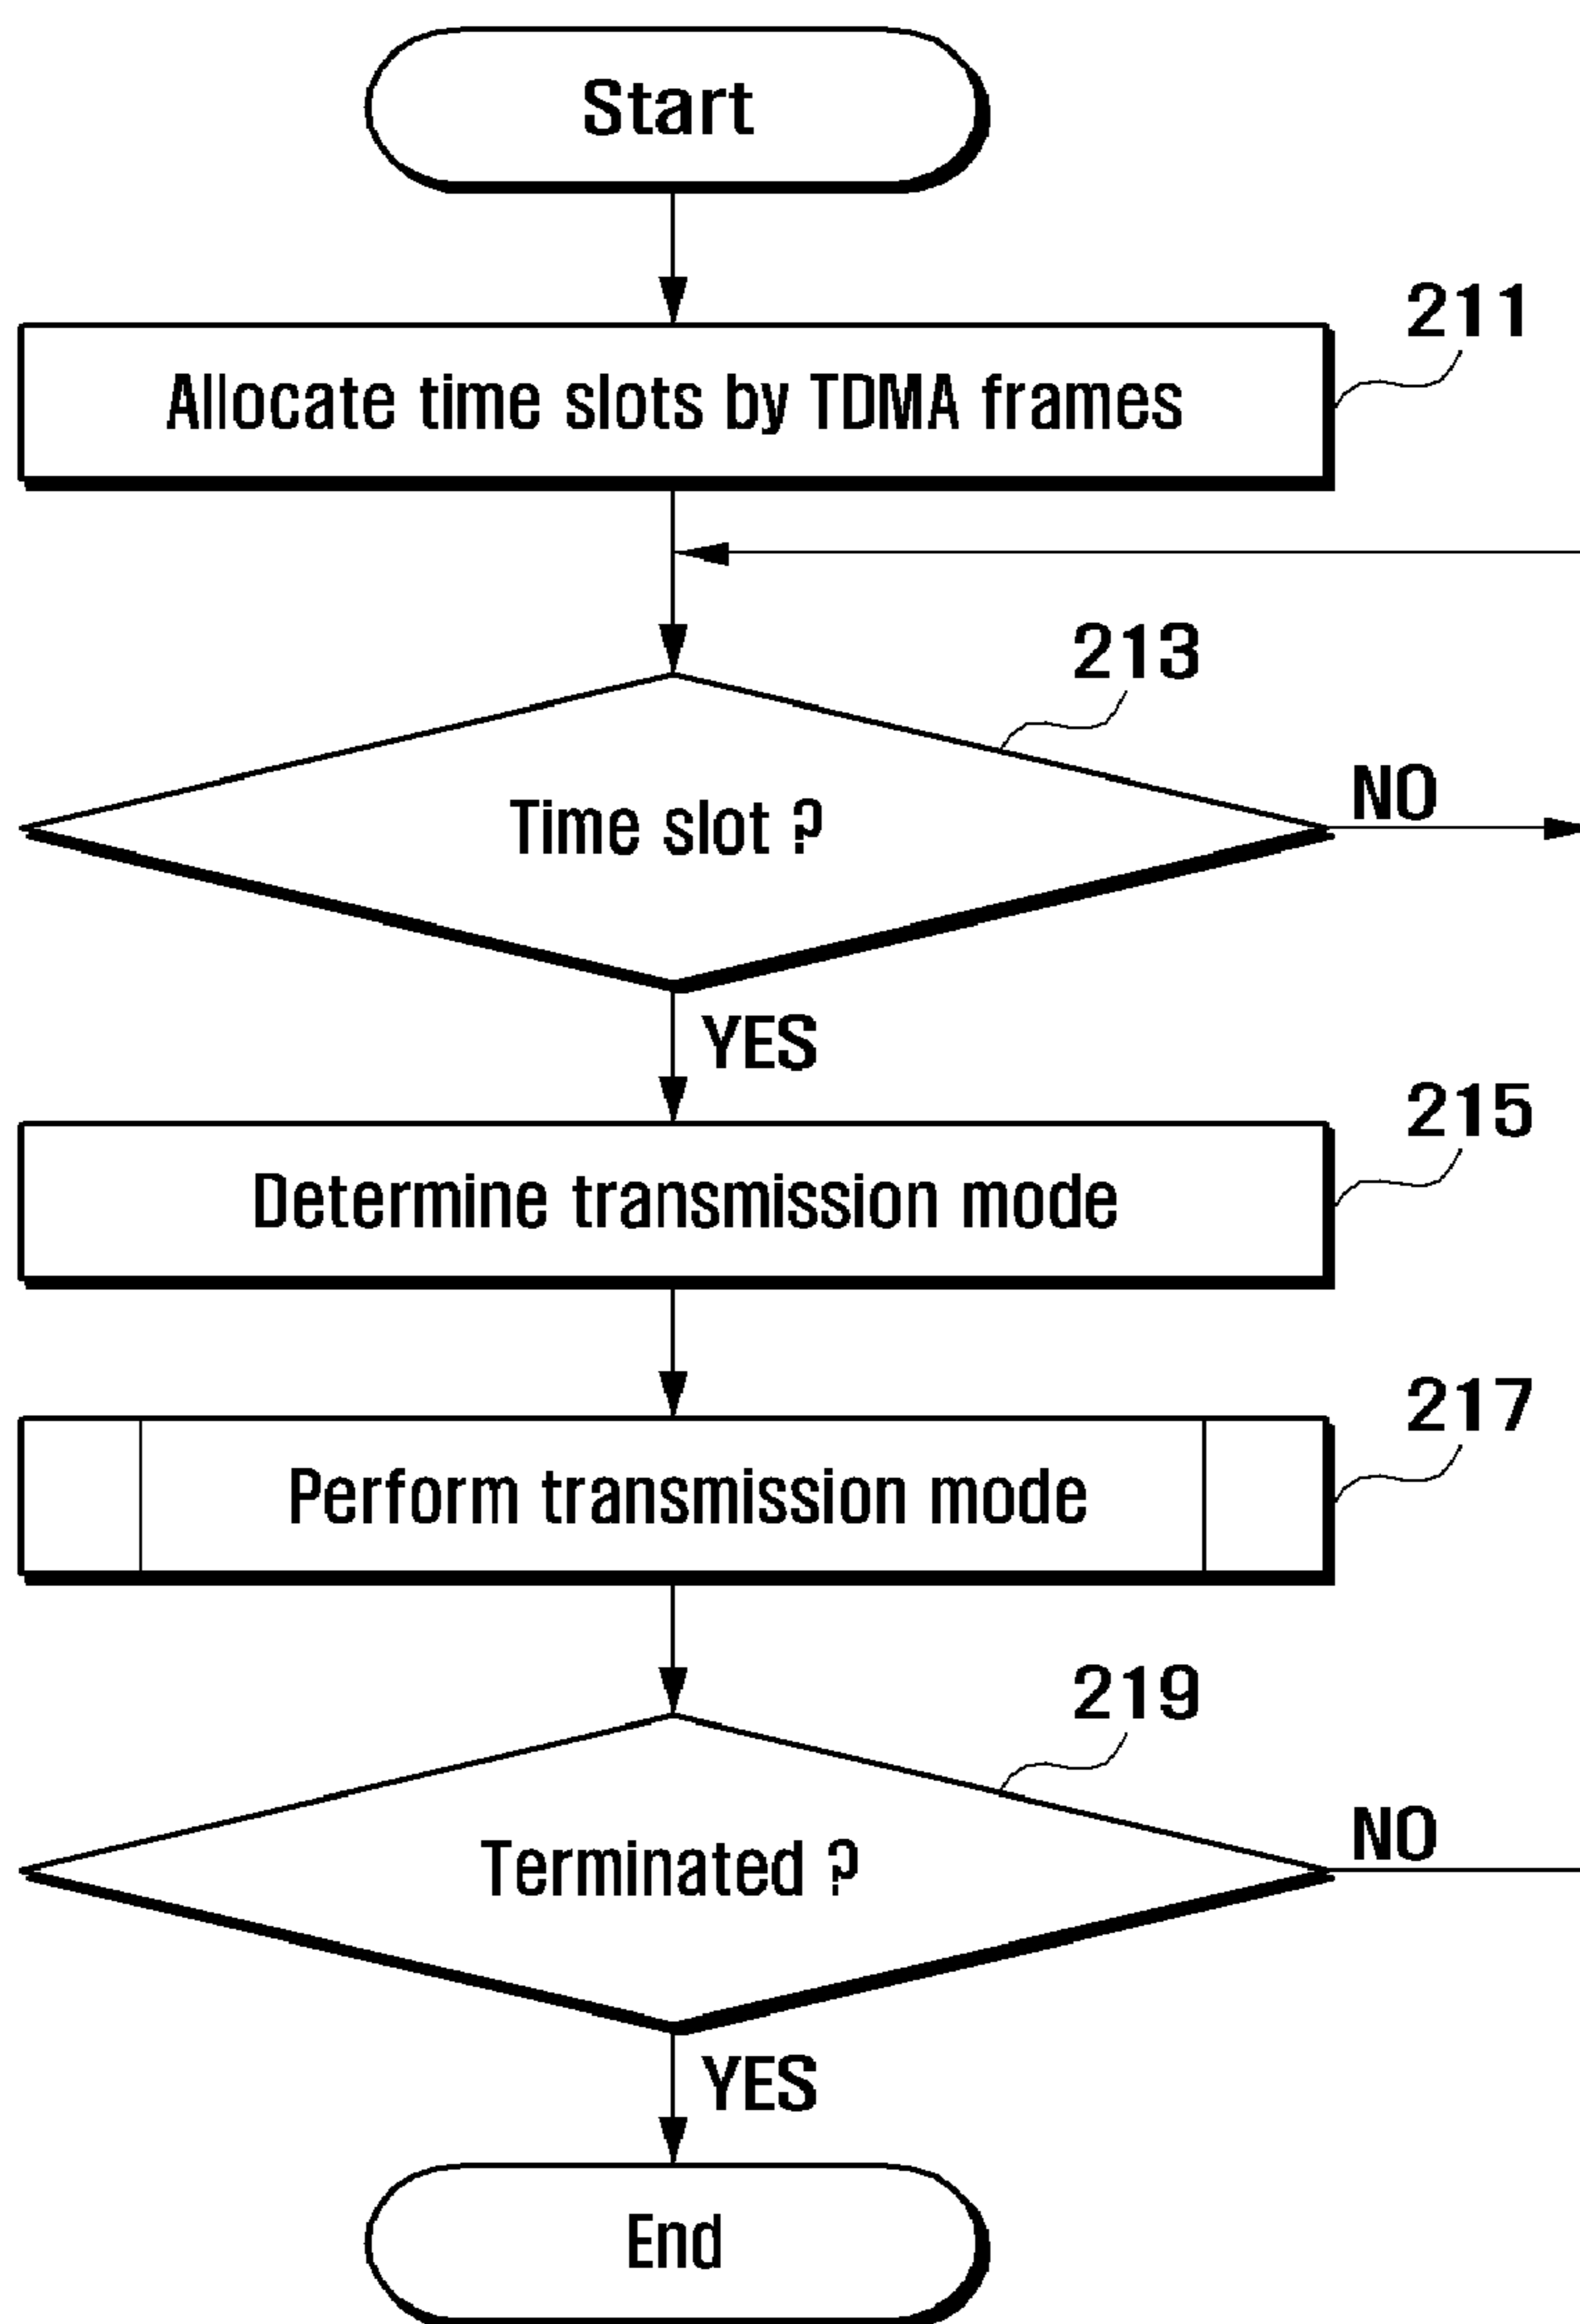 Start
211
Allocate time slots by TDMA frames
213
Time slot ?
NO
YES
215
Determine transmission mode
217
Perform transmission mode
219
Terminated ?
NO
YES
End